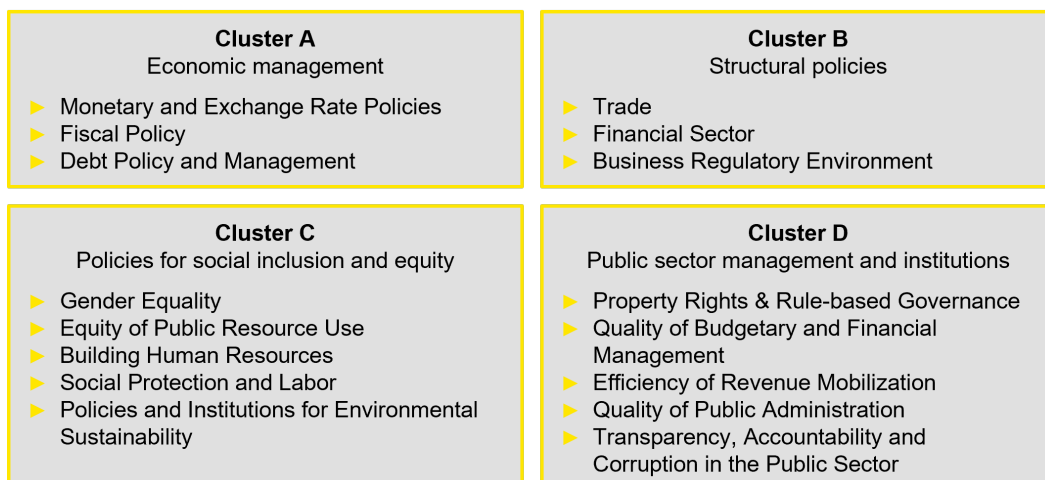 Cluster A
Economic management
Monetary and Exchange Rate Policies
Fiscal Policy
Debt Policy and Management
Cluster B
Structural policies
Trade
Financial Sector
Business Regulatory Environment
Cluster C
Policies for social inclusion and equity
Gender Equality
Equity of Public Resource Use
Building Human Resources
Social Protection and Labor
Policies and Institutions for Environmental
Sustainability
Cluster D
Public sector management and institutions
Property Rights & Rule-based Governance
Quality of Budgetary and Financial
Management
Efficiency of Revenue Mobilization
Quality of Public Administration
Transparency, Accountability and
Corruption in the Public Sector